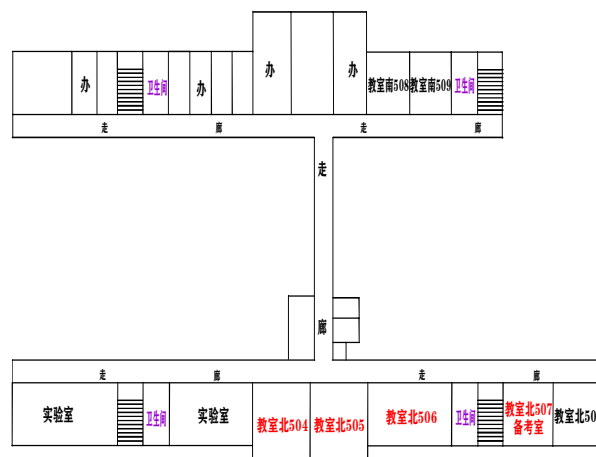 办
卫生间
办
办
办
教室南508
教室南509
卫生间
走
廊
走
廊
走
廊
走
廊
走
廊
实验室
卫生间
实验室
教室北504
教室北505
教室北506
卫生间
教室北507
备考室
教室北50